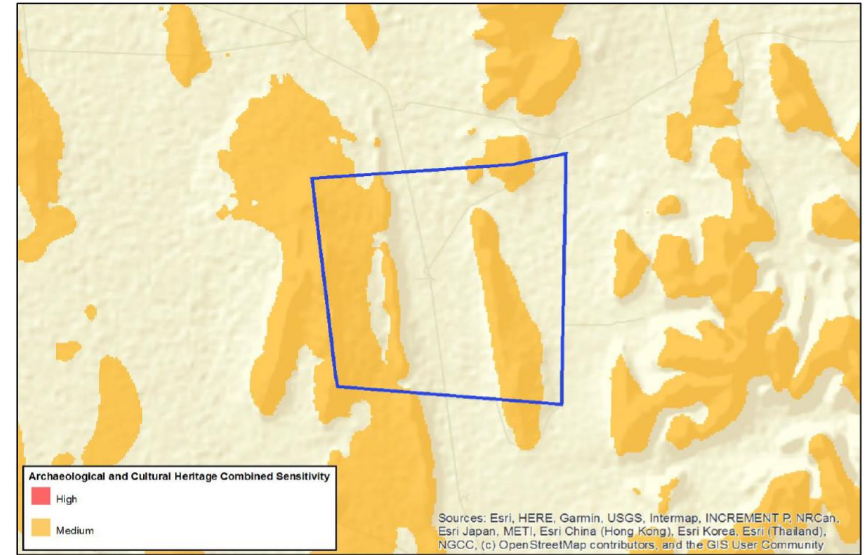 Archaeological and Cultural Heritage Combined Sensitivity
High
Medium
Sources: Esri, HERE, Garmin, USGS, Intermap, INCREMENT P, NRCan,
Esri Japan, METI, Esri China (Hong Kong), Esri Korea, Esri (Thailand),
NGCC, (c) OpenStreetMap contributors, and the GIS User Community